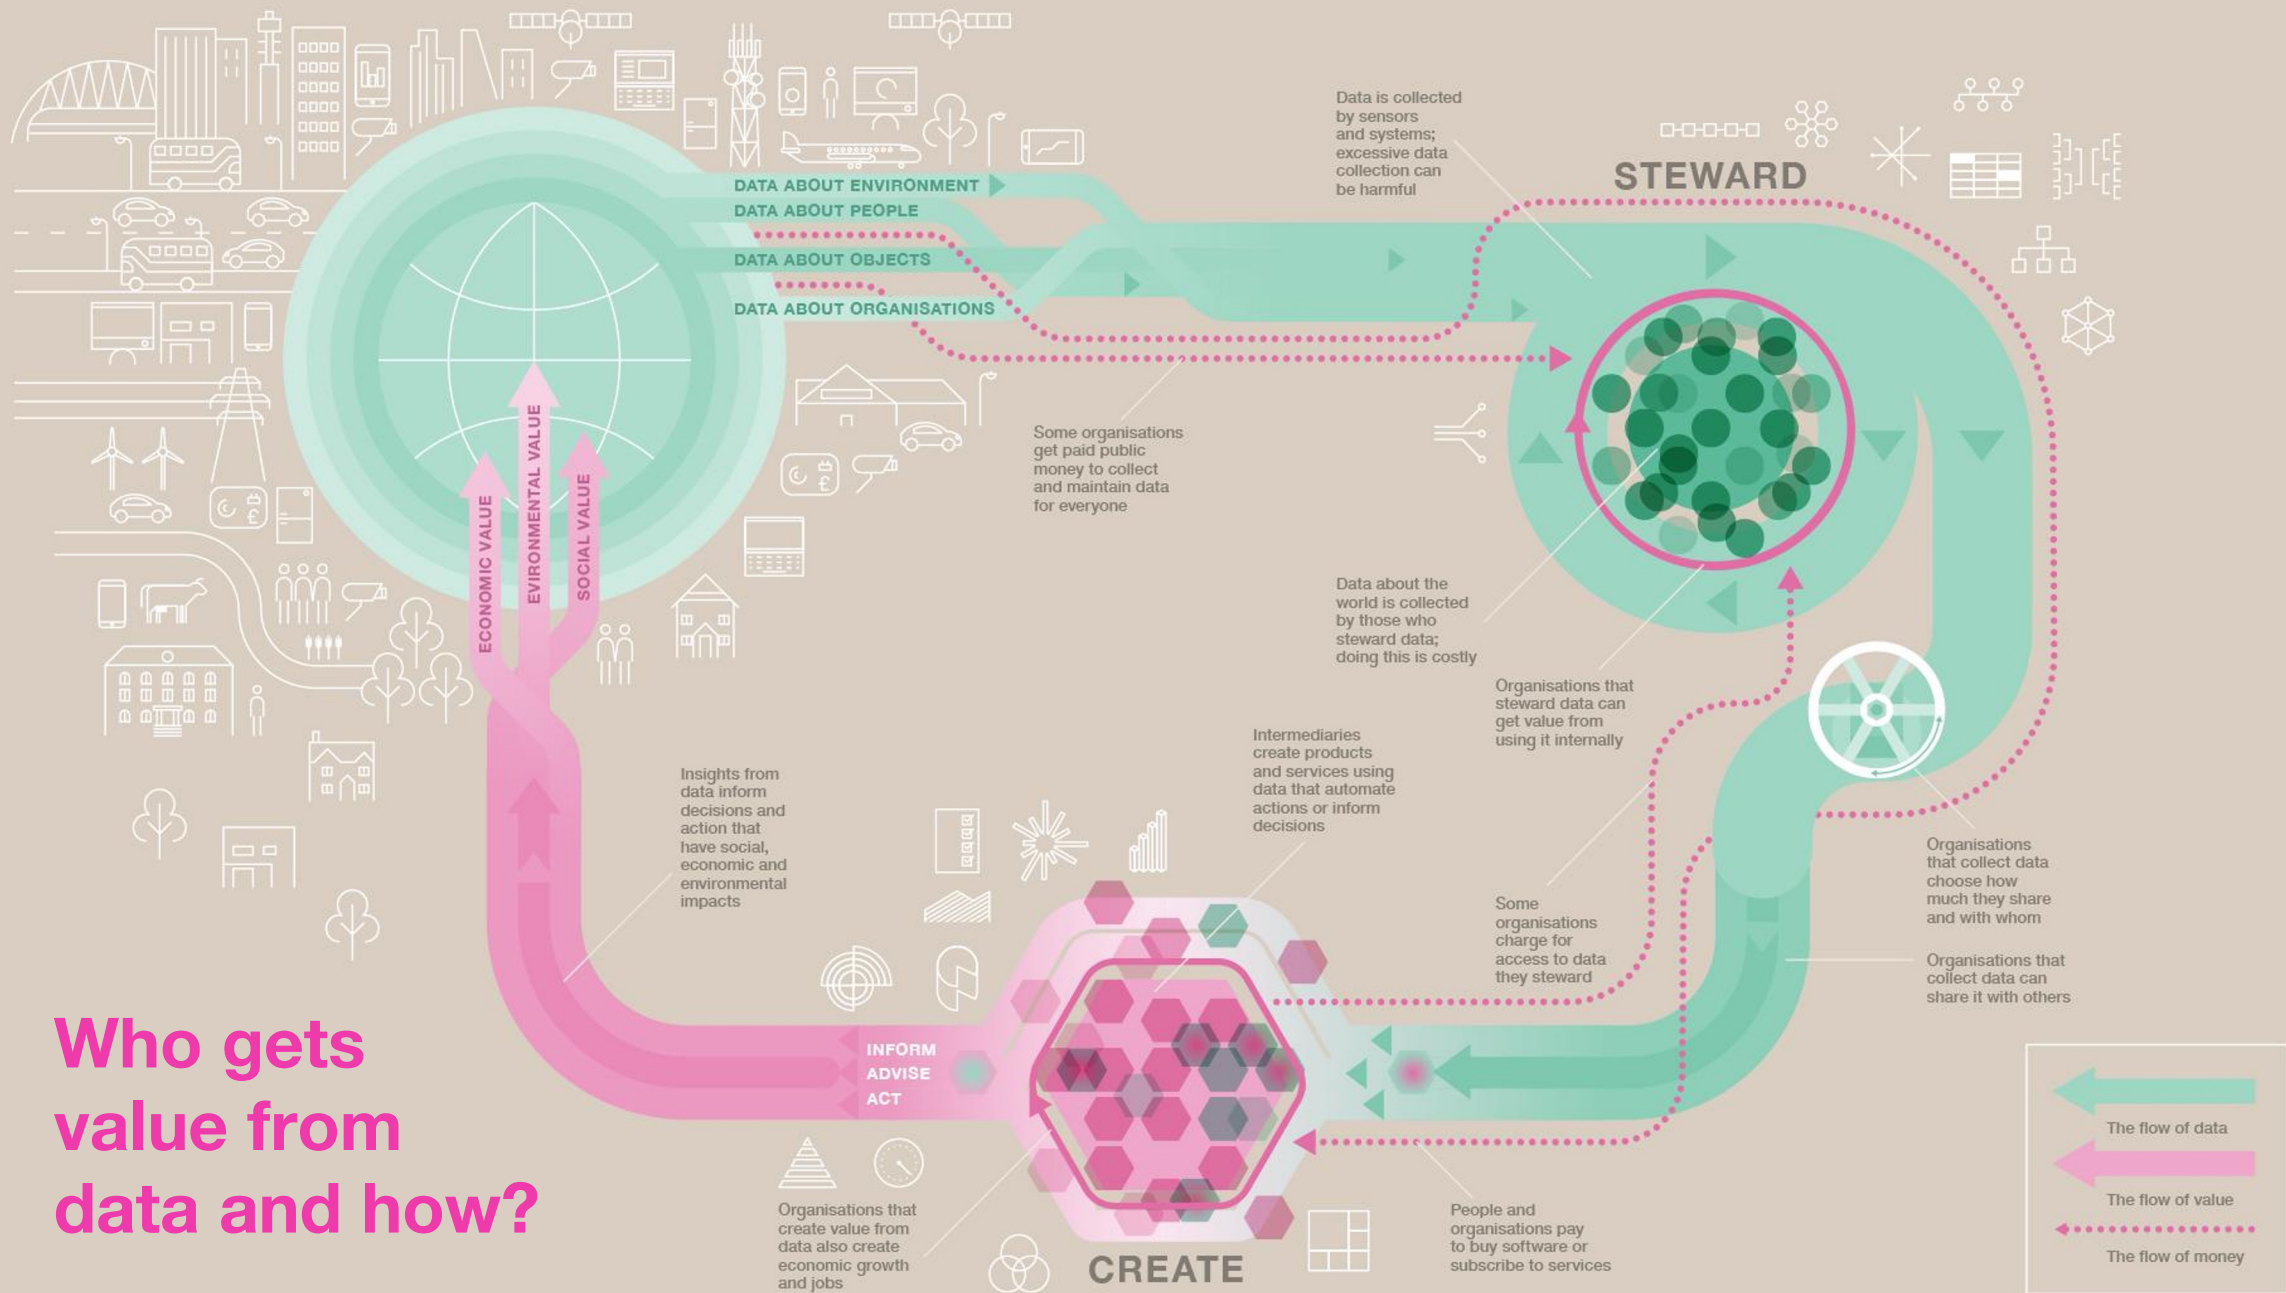 DATA ABOUT ENVIRONMENT
DATA ABOUT PEOPLE
DATA ABOUT OBJECTS
DATA ABOUT ORGANISATIONS
Data is collected
by sensors
and systems;
excessive data
collection can
be harmful
STEWARD
Some organisations
get paid public
money to collect
and maintain data
for everyone
ECONOMIC VALUE
EVIRONMENTAL VALUE
SOCIAL VALUE
Data about the
world is collected
by those who
steward data;
doing this is costly
Organisations that
steward data can
get value from
using it internally
Intermediaries
create products
and services using
data that automate
actions or inform
decisions
Insights from
data inform
decisions and
action that
have social,
economic and
environmental
impacts
Organisations
that collect data
choose how
much they share
and with whom
Some
organisations
charge for
access to data
they steward
Organisations that
collect data can
share it with others
Who gets
value from
data and how?
INFORM
ADVISE
ACT
Organisations that
create value from
data also create
economic growth
and jobs
CREATE
People and
organisations pay
to buy software or
subscribe to services
The flow of data
The flow of value
The flow of money